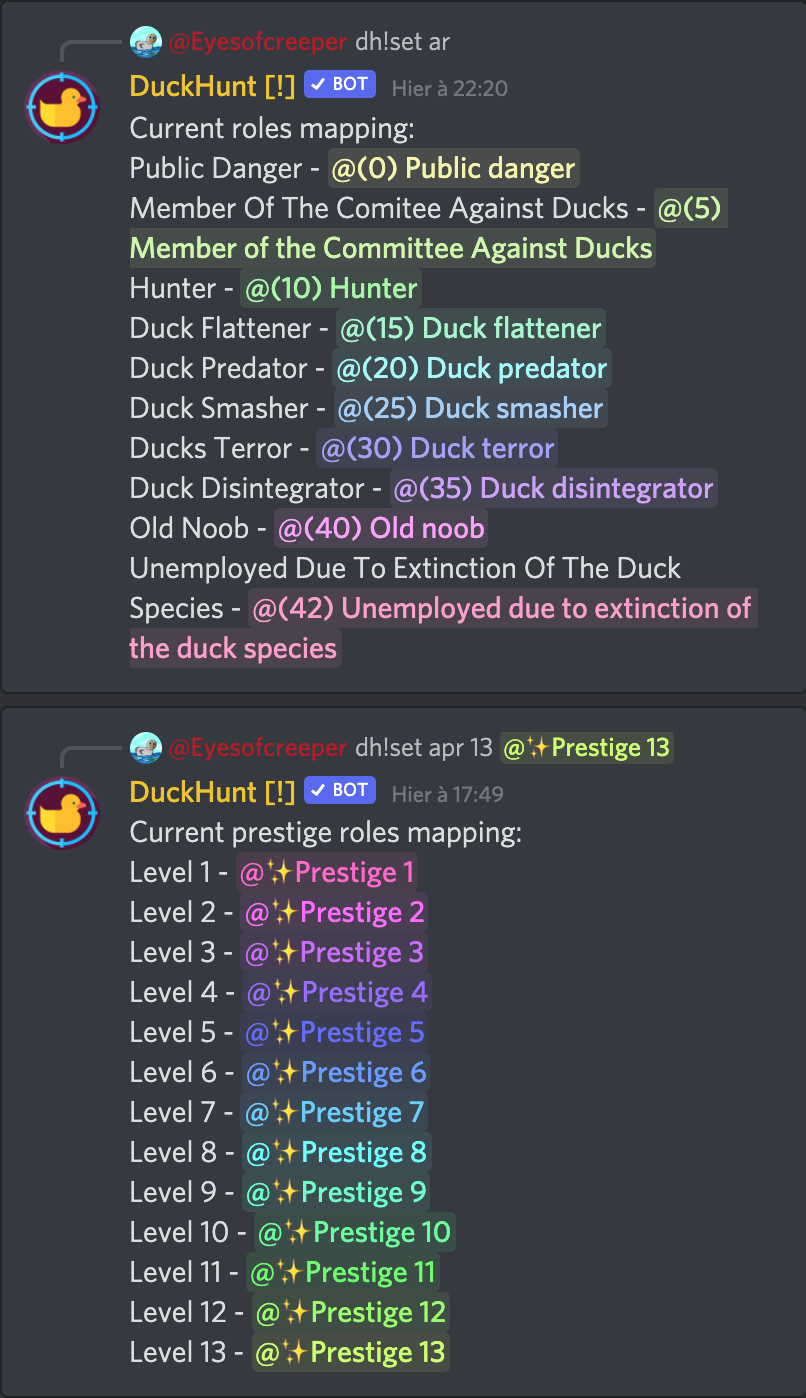 @Eyesofcreeper dh!set ar
DuckHunt [!] ✓ BOT Hier à 22:20
Current roles mapping:
Public Danger - @(0) Public danger
Member Of The Comitee Against Ducks - @(5)
Member of the Committee Against Ducks
Hunter - @(10) Hunter
Duck Flattener - @(15) Duck flattener
Duck Predator - @(20) Duck predator
Duck Smasher - @(25) Duck smasher
Ducks Terror - @(30) Duck terror
Duck Disintegrator - @(35) Duck disintegrator
Old Noob - @(40) Old noob
Unemployed Due To Extinction Of The Duck
Species - @(42) Unemployed due to extinction of
the duck species
@Eyesofcreeper dh!set apr 13 @✨Prestige 13
DuckHunt [!] ✓ BOT Hier à 17:49
Current prestige roles mapping:
Level 1 - @✨Prestige 1
Level 2 - @✨Prestige 2
Level 3 - @✨Prestige 3
Level 4 - @✨Prestige 4
Level 5 - @✨Prestige 5
Level 6 - @✨Prestige 6
Level 7 - @✨Prestige 7
Level 8 - @✨Prestige 8
Level 9 - @✨Prestige 9
Level 10 - @✨Prestige 10
Level 11 - @✨Prestige 11
Level 12 - @✨Prestige 12
Level 13 - @✨Prestige 13